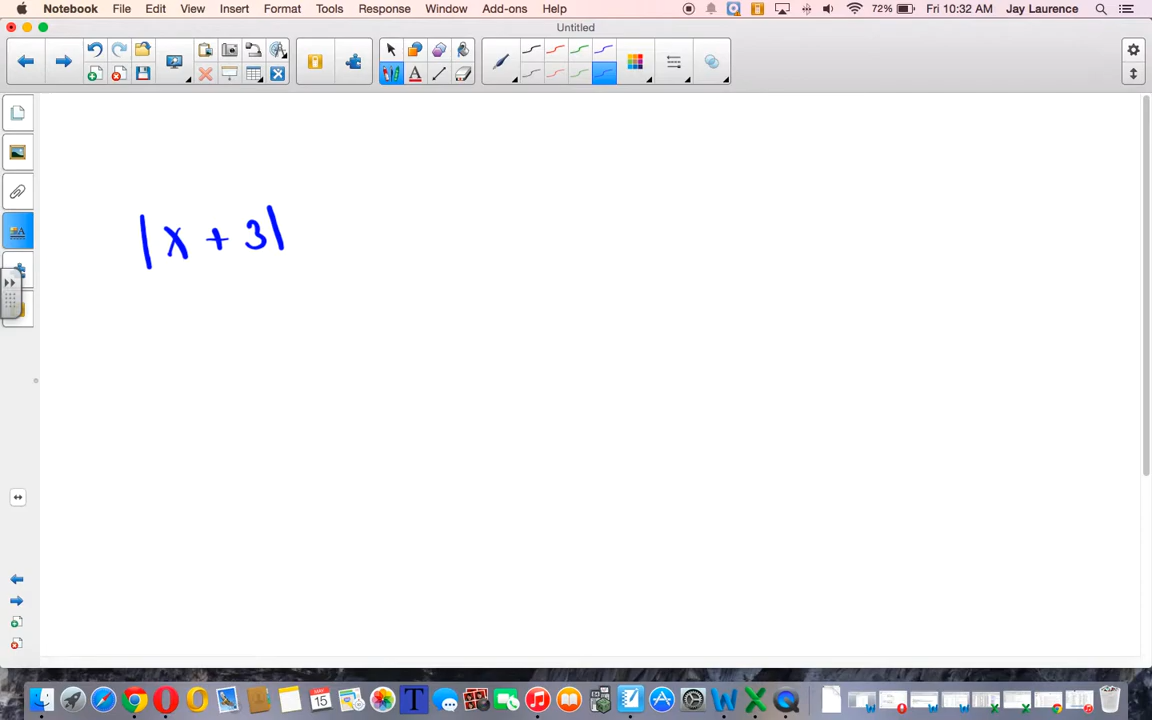 Notebook File Edit View Insert Format Tools Response Window Add-ons Help 72% Fri 10:32 AM Jay Laurence
Untitled
|x + 3|